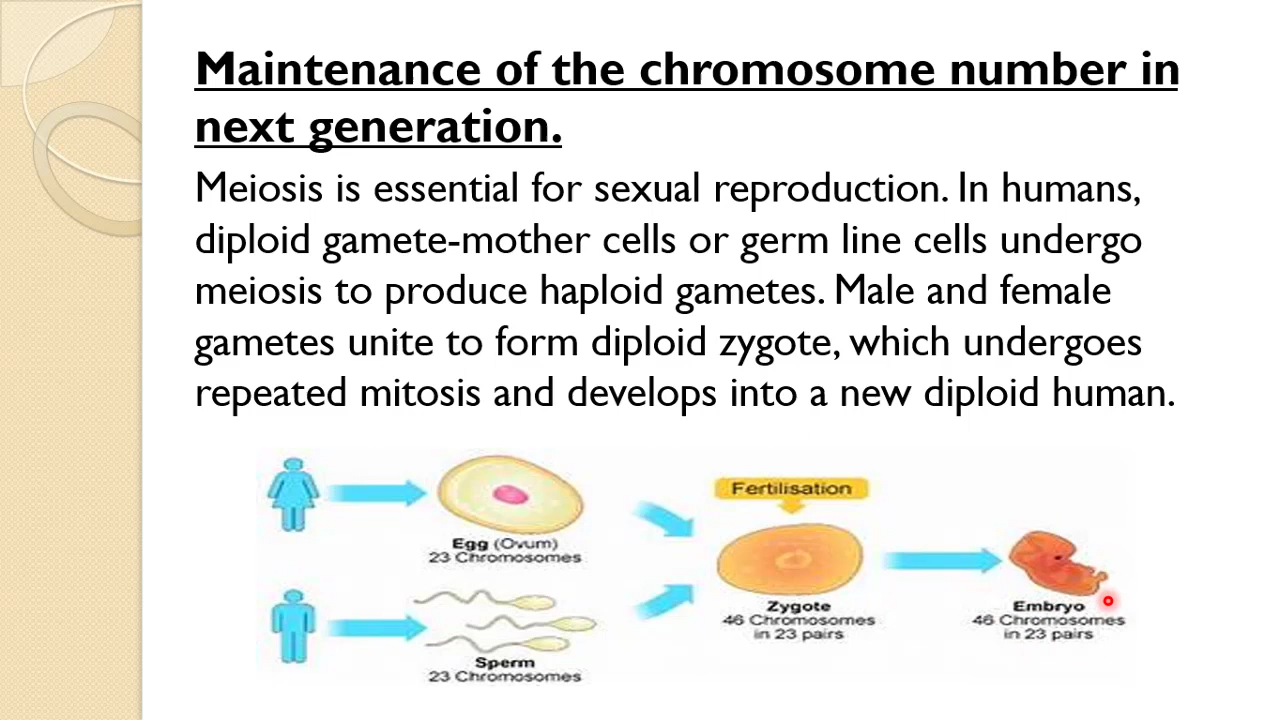 Maintenance of the chromosome number in
next generation.
Meiosis is essential for sexual reproduction. In humans,
diploid gamete-mother cells or germ line cells undergo
meiosis to produce haploid gametes. Male and female
gametes unite to form diploid zygote, which undergoes
repeated mitosis and develops into a new diploid human.
Egg (Ovum)
23 Chromosomes
Sperm
23 Chromosomes
Fertilisation
Zygote
46 Chromosomes
in 23 pairs
Embryo
46 Chromosomes
in 23 pairs